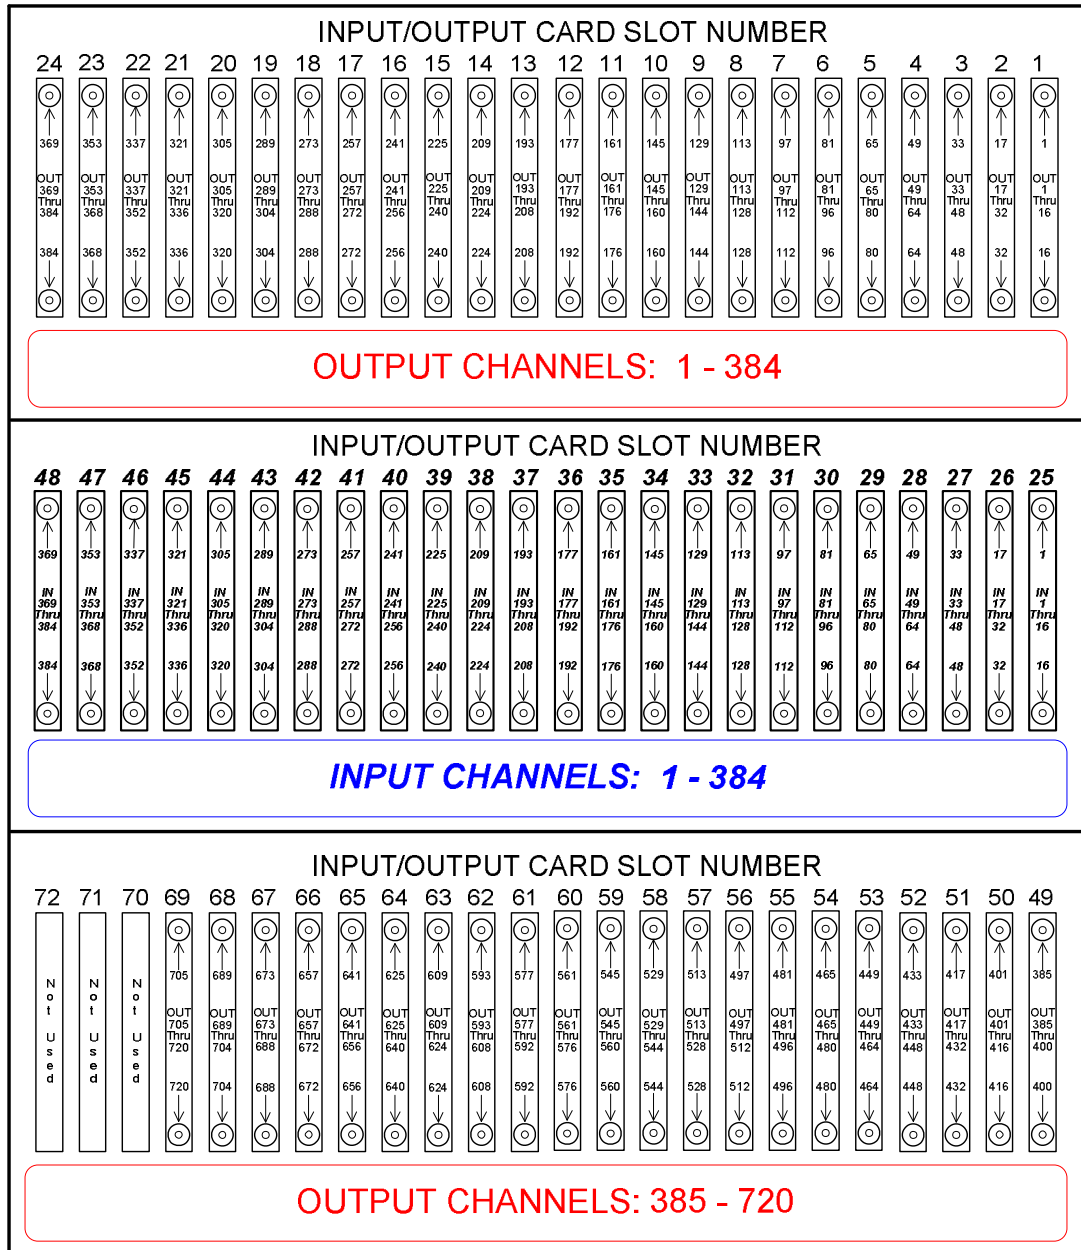 INPUT/OUTPUT CARD SLOT NUMBER
24 23 22 21 20 19 18 17 16 15 14 13 12 11 10 9 8 7 6 5 4 3 2 1
369 353 337 321 305 289 273 257 241 225 209 193 177 161 145 129 113 97 81 65 49 33 17 1
OUT OUT OUT OUT OUT OUT OUT OUT OUT OUT OUT OUT OUT OUT OUT OUT OUT OUT OUT OUT OUT OUT OUT OUT
369 353 337 321 305 289 273 257 241 225 209 193 177 161 145 129 113 97 81 65 49 33 17 1
Thru Thru Thru Thru Thru Thru Thru Thru Thru Thru Thru Thru Thru Thru Thru Thru Thru Thru Thru Thru Thru Thru Thru Thru
384 368 352 336 320 304 288 272 256 240 224 208 192 176 160 144 128 112 96 80 64 48 32 16
384 368 352 336 320 304 288 272 256 240 224 208 192 176 160 144 128 112 96 80 64 48 32 16
OUTPUT CHANNELS: 1 - 384
INPUT/OUTPUT CARD SLOT NUMBER
48 47 46 45 44 43 42 41 40 39 38 37 36 35 34 33 32 31 30 29 28 27 26 25
369 353 337 321 305 289 273 257 241 225 209 193 177 161 145 129 113 97 81 65 49 33 17 1
IN IN IN IN IN IN IN IN IN IN IN IN IN IN IN IN IN IN IN IN IN IN IN IN
369 353 337 321 305 289 273 257 241 225 209 193 177 161 145 129 113 97 81 65 49 33 17 1
Thru Thru Thru Thru Thru Thru Thru Thru Thru Thru Thru Thru Thru Thru Thru Thru Thru Thru Thru Thru Thru Thru Thru Thru
384 368 352 336 320 304 288 272 256 240 224 208 192 176 160 144 128 112 96 80 64 48 32 16
384 368 352 336 320 304 288 272 256 240 224 208 192 176 160 144 128 112 96 80 64 48 32 16
INPUT CHANNELS: 1 - 384
INPUT/OUTPUT CARD SLOT NUMBER
72 71 70 69 68 67 66 65 64 63 62 61 60 59 58 57 56 55 54 53 52 51 50 49
Not Used Not Used Not Used
705 689 673 657 641 625 609 593 577 561 545 529 513 497 481 465 449 433 417 401 385
OUT OUT OUT OUT OUT OUT OUT OUT OUT OUT OUT OUT OUT OUT OUT OUT OUT OUT OUT OUT OUT
705 689 673 657 641 625 609 593 577 561 545 529 513 497 481 465 449 433 417 401 385
Thru Thru Thru Thru Thru Thru Thru Thru Thru Thru Thru Thru Thru Thru Thru Thru Thru Thru Thru Thru Thru
720 704 688 672 656 640 624 608 592 576 560 544 528 512 496 480 464 448 432 416 400
720 704 688 672 656 640 624 608 592 576 560 544 528 512 496 480 464 448 432 416 400
OUTPUT CHANNELS: 385 - 720